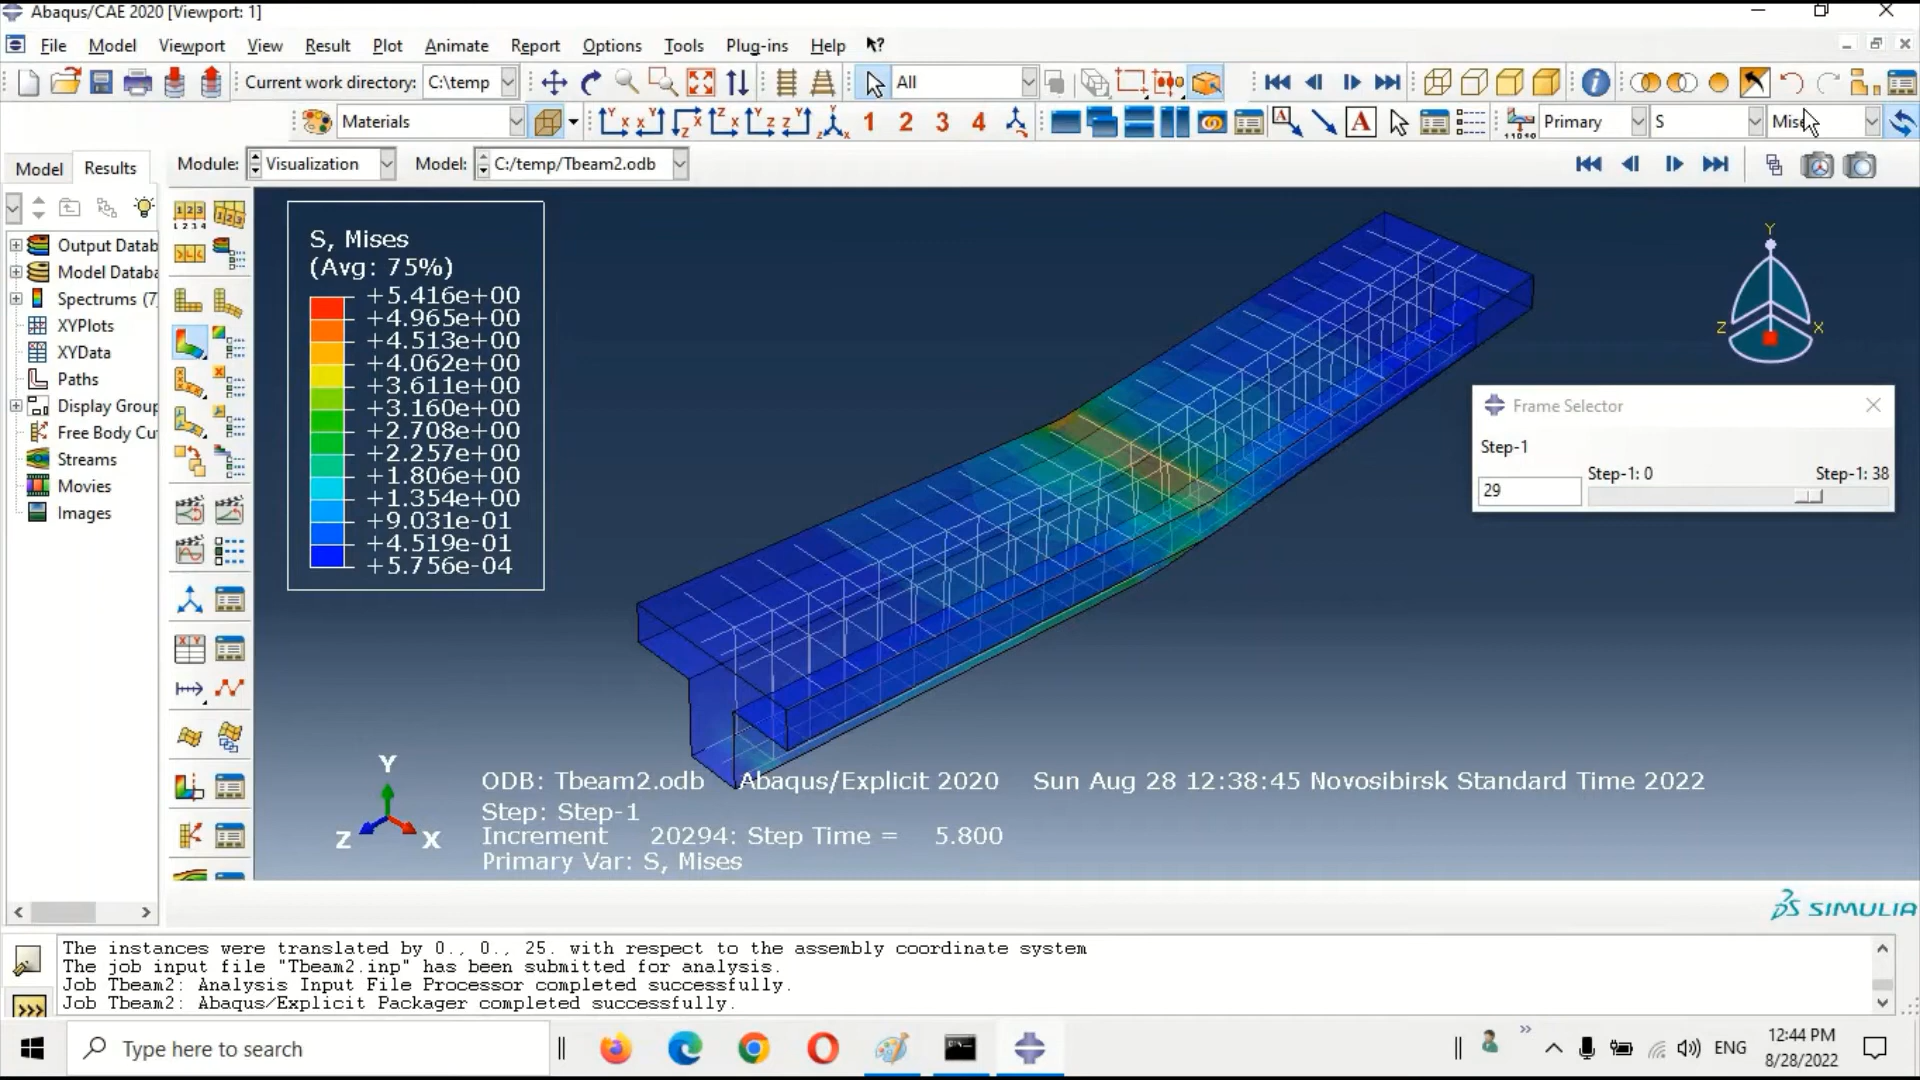 Abaqus/CAE 2020 [Viewport: 1]
File Model Viewport View Result Plot Animate Report Options Tools Plug-ins Help
Current work directory: C:\temp
All
Materials
1 2 3 4
A
Primary
S
Mises
Model Results
Module: Visualization Model: C:/temp/Tbeam2.odb
Output Datab
Model Databa
Spectrums (7)
XYPlots
XYData
Paths
Display Group
Free Body Cu
Streams
Movies
Images
S, Mises
(Avg: 75%)
+5.416e+00
+4.965e+00
+4.513e+00
+4.062e+00
+3.611e+00
+3.160e+00
+2.708e+00
+2.257e+00
+1.806e+00
+1.354e+00
+9.031e-01
+4.519e-01
+5.756e-04
Y
Z X
Frame Selector
Step-1
Step-1: 0 Step-1: 38
29
Y
Z X
ODB: Tbeam2.odb Abaqus/Explicit 2020 Sun Aug 28 12:38:45 Novosibirsk Standard Time 2022
Step: Step-1
Increment 20294: Step Time = 5.800
Primary Var: S, Mises
SIMULIA
The instances were translated by 0., 0., 25. with respect to the assembly coordinate system
The job input file "Tbeam2.inp" has been submitted for analysis.
Job Tbeam2: Analysis Input File Processor completed successfully.
Job Tbeam2: Abaqus/Explicit Packager completed successfully.
Type here to search
ENG
12:44 PM
8/28/2022